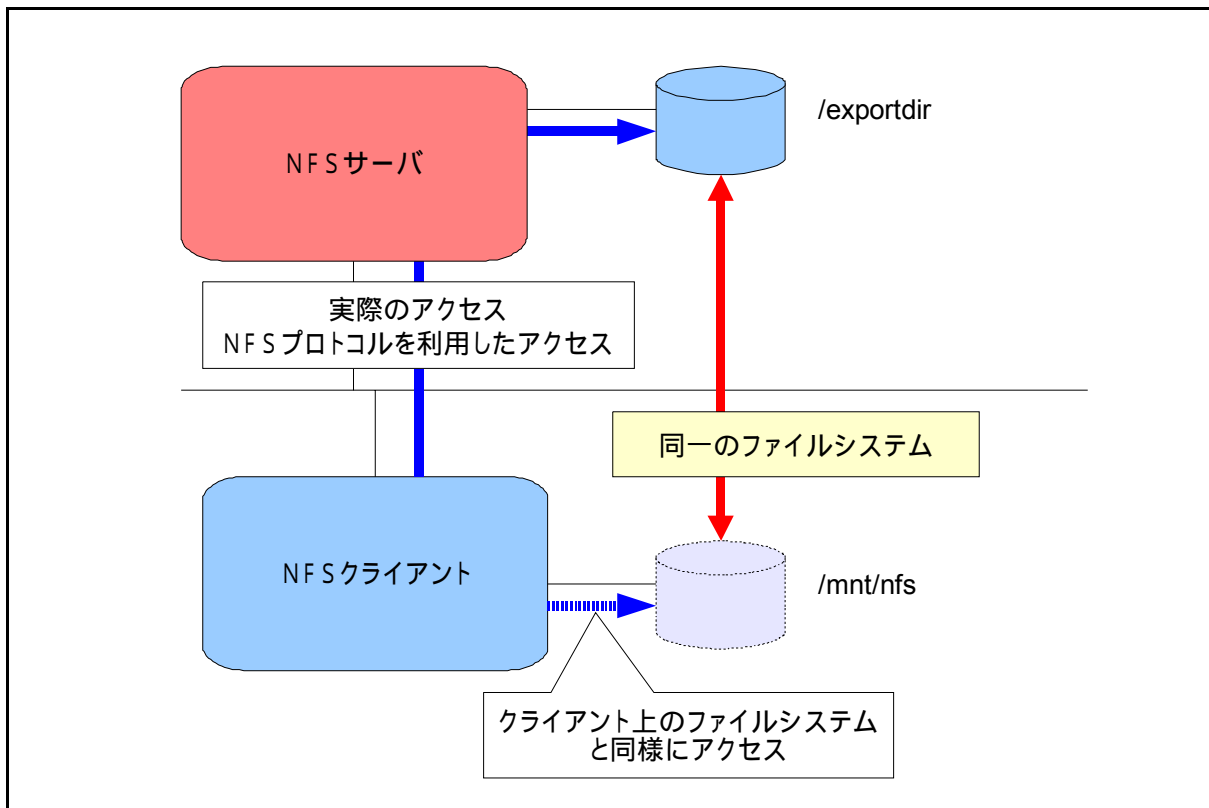 NFSサーバ
/exportdir
実際のアクセス
NFSプロトコルを利用したアクセス
同一のファイルシステム
NFSクライアント
/mnt/nfs
クライアント上のファイルシステム
と同様にアクセス